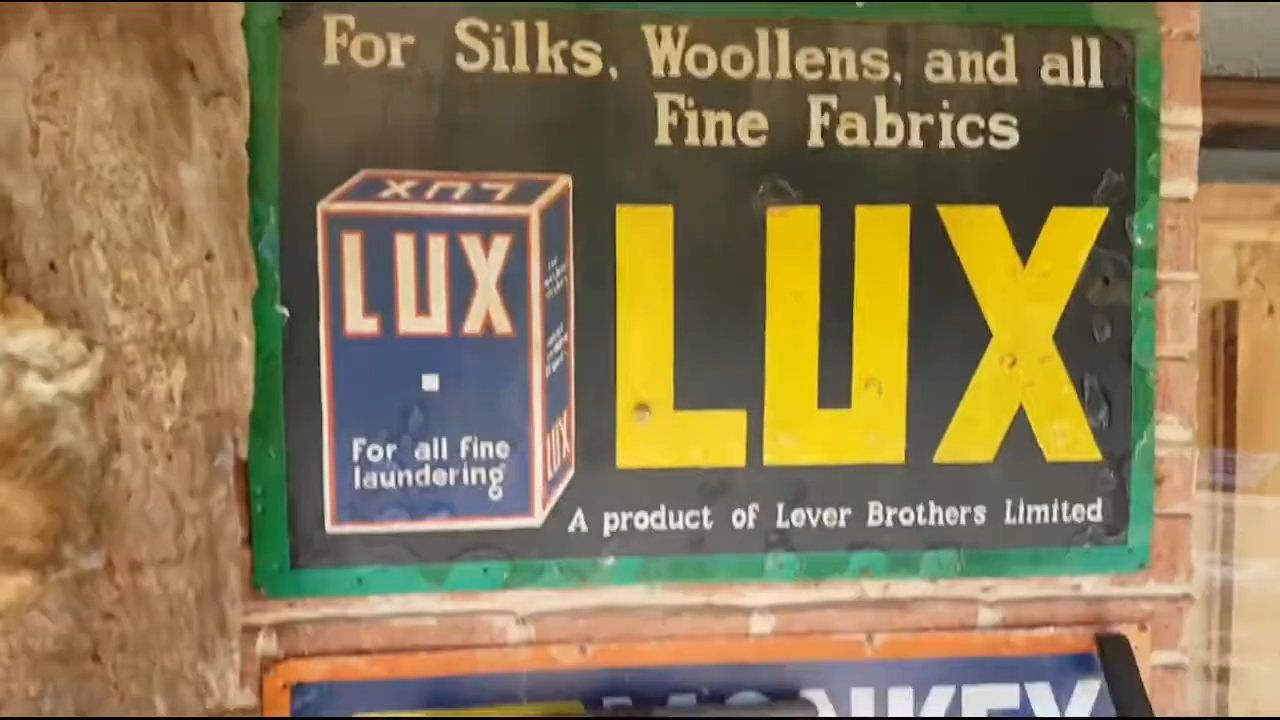 For Silks, Woollens, and all
Fine Fabrics
LUX
LUX
For all fine
laundering
LUX
LUX
A product of Lever Brothers Limited
MONKEY